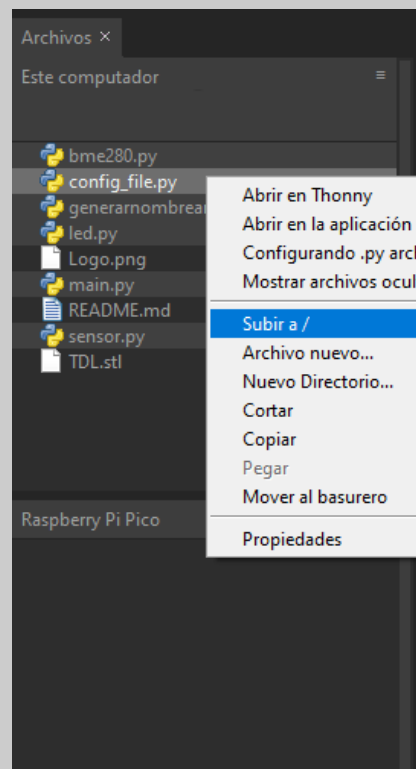 Archivos ×
Este computador
bme280.py
config_file.py
generarnombrear
led.py
Logo.png
main.py
README.md
sensor.py
TDL.stl
Abrir en Thonny
Abrir en la aplicación
Configurando .py arch
Mostrar archivos ocul
Subir a /
Archivo nuevo...
Nuevo Directorio...
Cortar
Copiar
Pegar
Mover al basurero
Propiedades
Raspberry Pi Pico